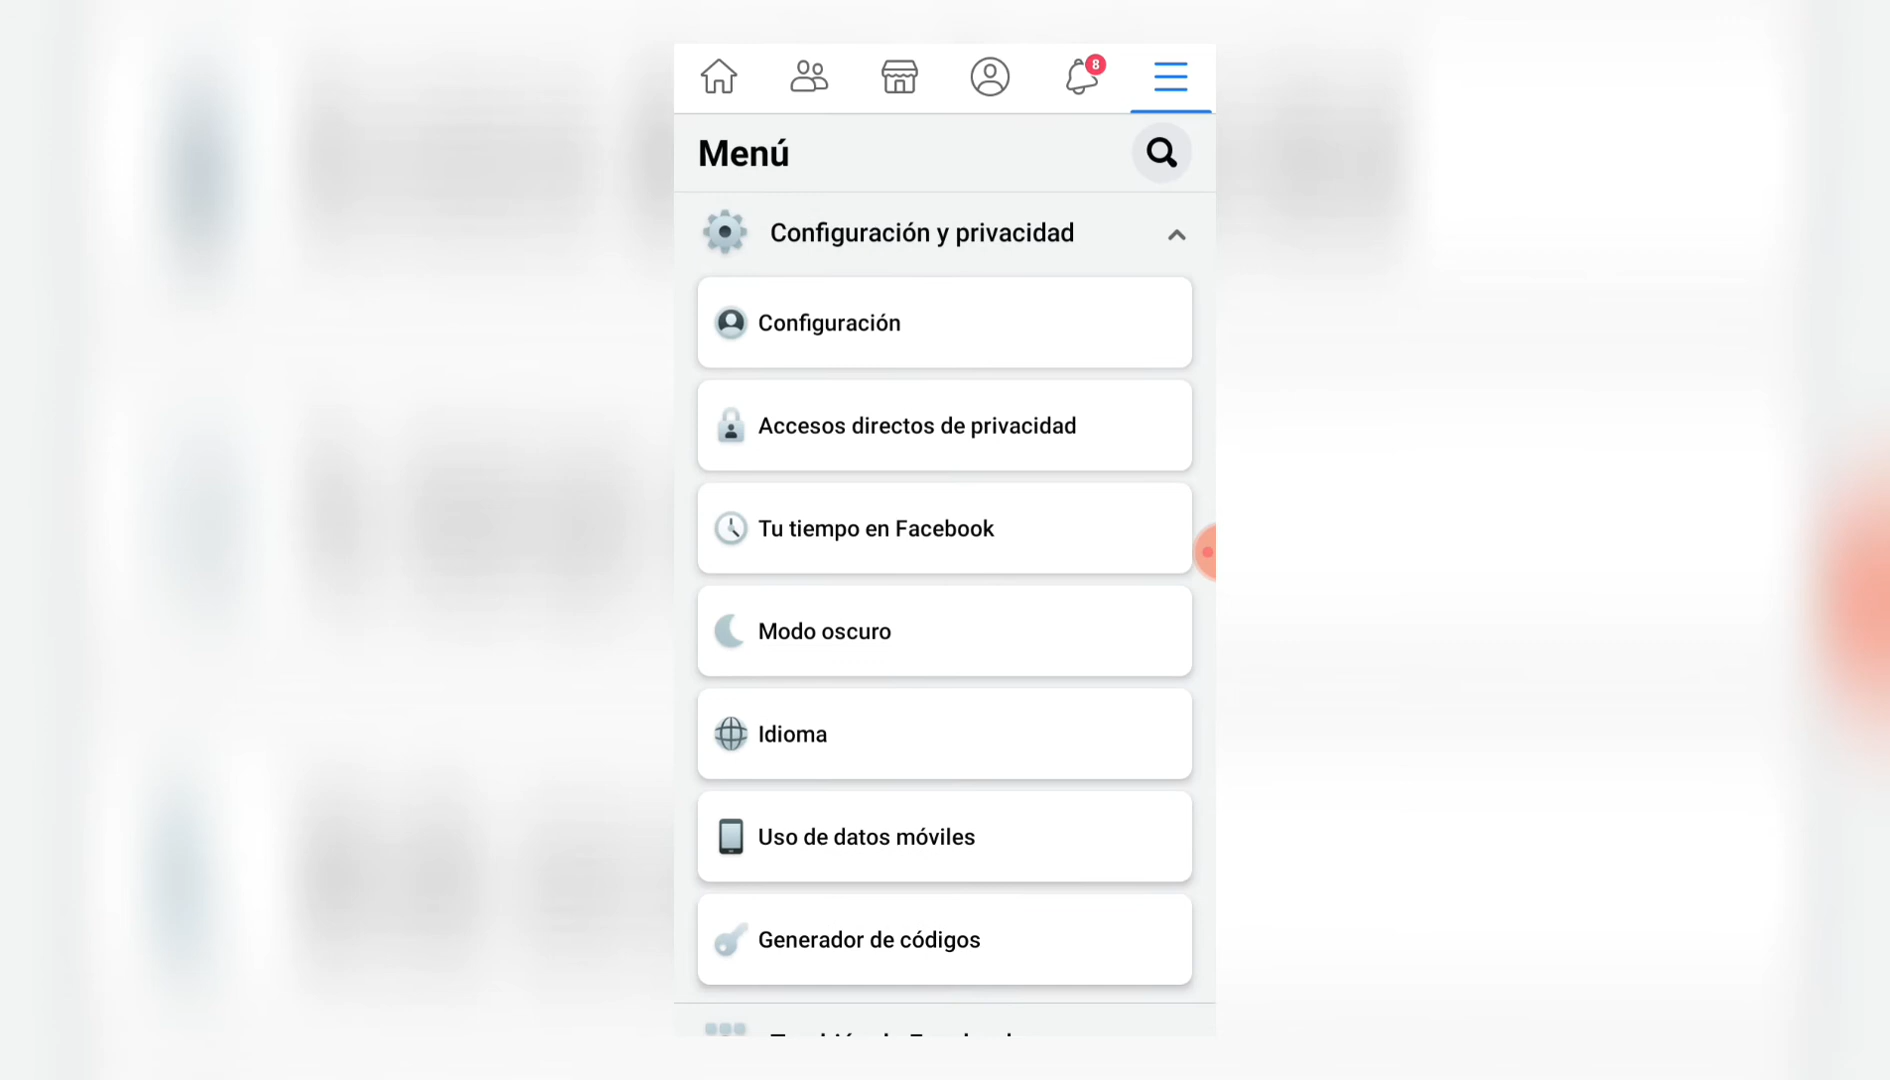 8
Menú
Configuración y privacidad
Configuración
Accesos directos de privacidad
Tu tiempo en Facebook
Modo oscuro
Idioma
Uso de datos móviles
Generador de códigos